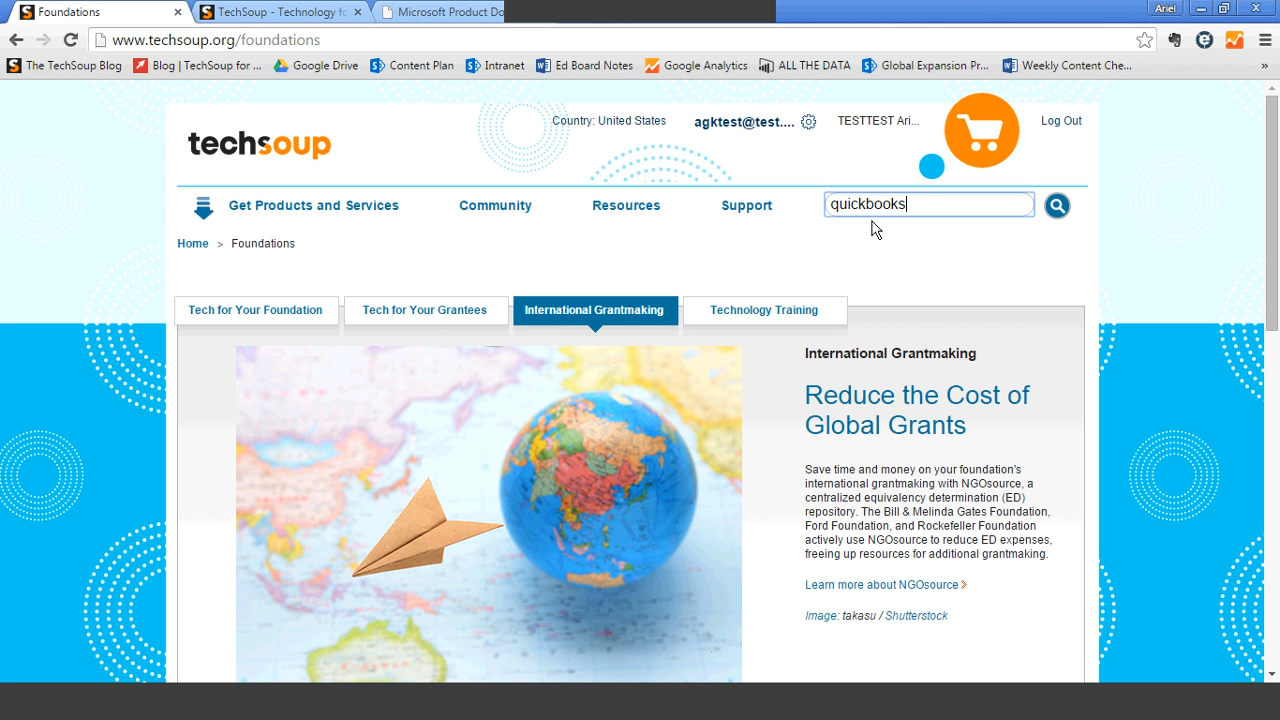 Foundations
TechSoup - Technology fo
Microsoft Product Do
Ariel
www.techsoup.org/foundations
The TechSoup Blog
Blog | TechSoup for ...
Google Drive
Content Plan
Intranet
Ed Board Notes
Google Analytics
ALL THE DATA
Global Expansion Pr...
Weekly Content Che...
»
techsoup
Country: United States
agktest@test....
TESTTEST Ari...
Log Out
Get Products and Services
Community
Resources
Support
quickbooks
Home > Foundations
Tech for Your Foundation
Tech for Your Grantees
International Grantmaking
Technology Training
International Grantmaking
Reduce the Cost of
Global Grants
Save time and money on your foundation's
international grantmaking with NGOsource, a
centralized equivalency determination (ED)
repository. The Bill & Melinda Gates Foundation,
Ford Foundation, and Rockefeller Foundation
actively use NGOsource to reduce ED expenses,
freeing up resources for additional grantmaking.
Learn more about NGOsource
Image: takasu / Shutterstock